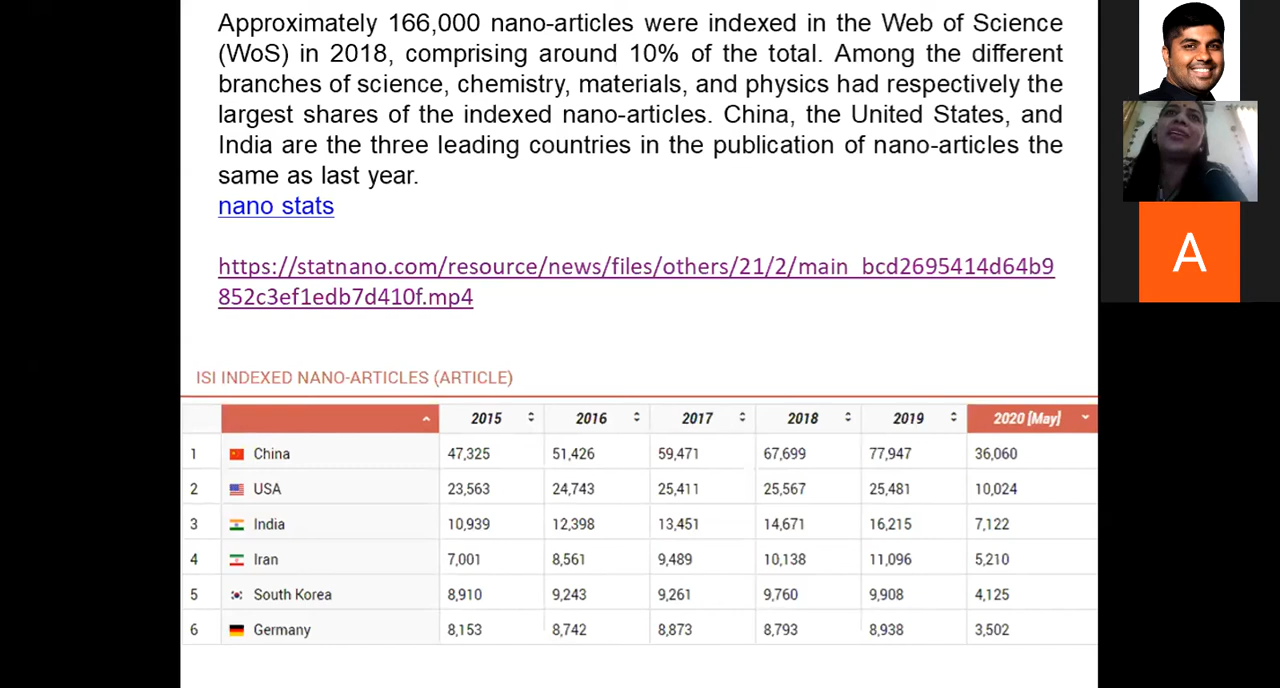 Approximately 166,000 nano-articles were indexed in the Web of Science
(WoS) in 2018, comprising around 10% of the total. Among the different
branches of science, chemistry, materials, and physics had respectively the
largest shares of the indexed nano-articles. China, the United States, and
India are the three leading countries in the publication of nano-articles the
same as last year.
nano stats
https://statnano.com/resource/news/files/others/21/2/main_bcd2695414d64b9
852c3ef1edb7d410f.mp4
ISI INDEXED NANO-ARTICLES (ARTICLE)
2015 2016 2017 2018 2019 2020 [May]
1 China 47,325 51,426 59,471 67,699 77,947 36,060
2 USA 23,563 24,743 25,411 25,567 25,481 10,024
3 India 10,939 12,398 13,451 14,671 16,215 7,122
4 Iran 7,001 8,561 9,489 10,138 11,096 5,210
5 South Korea 8,910 9,243 9,261 9,760 9,908 4,125
6 Germany 8,153 8,742 8,873 8,793 8,938 3,502
A